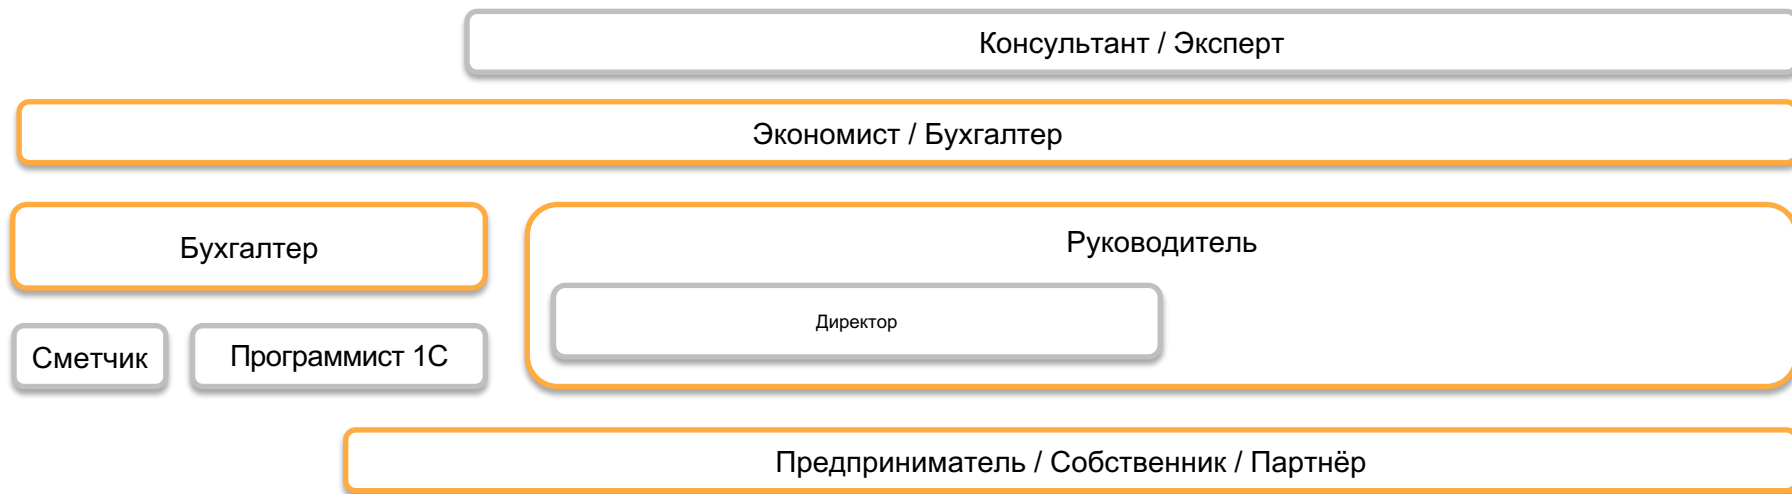 Консультант / Эксперт
Экономист / Бухгалтер
Бухгалтер
Руководитель
Директор
Сметчик
Программист 1С
Предприниматель / Собственник / Партнёр